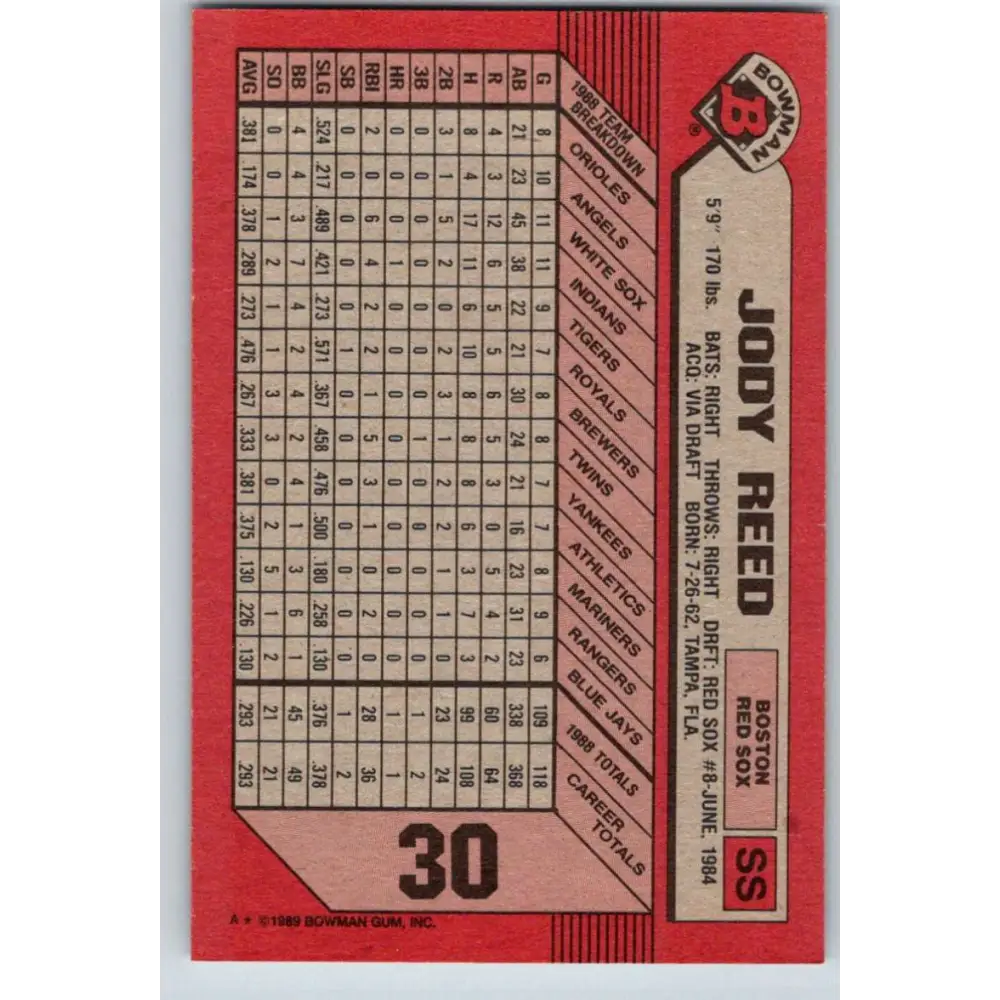 BOWMAN
B
®
JODY REED
BOSTON
RED SOX
SS
5'9" 170 lbs. BATS: RIGHT THROWS: RIGHT DRFT: RED SOX #8-JUNE, 1984
ACQ: VIA DRAFT BORN: 7-26-62, TAMPA, FLA.
1988 TEAM
BREAKDOWN
ORIOLES
ANGELS
WHITE SOX
INDIANS
TIGERS
ROYALS
BREWERS
TWINS
YANKEES
ATHLETICS
MARINERS
RANGERS
BLUE JAYS
1988 TOTALS
CAREER
TOTALS
G 8 10 11 11 9 7 8 8 7 7 8 9 6 109 118
AB 21 23 45 38 22 21 30 24 21 16 23 31 23 338 368
R 4 3 12 6 5 5 6 5 3 0 5 4 2 60 64
H 8 4 17 11 6 10 8 8 8 6 3 7 3 99 108
2B 3 1 5 2 0 2 3 1 2 2 1 1 0 23 24
3B 0 0 0 0 0 0 0 1 0 0 0 0 0 1 2
HR 0 0 0 1 0 0 0 0 0 0 0 0 0 1 1
RBI 2 0 6 4 2 2 1 5 3 1 0 2 0 28 36
SB 0 0 0 0 0 1 0 0 0 0 0 0 0 1 2
SLG .524 .217 .489 .421 .273 .571 .367 .458 .476 .500 .180 .258 .130 .376 .378
BB 4 4 3 7 4 2 4 2 4 1 3 6 1 45 49
SO 0 0 1 2 1 1 3 3 0 2 5 1 2 21 21
AVG .381 .174 .378 .289 .273 .476 .267 .333 .381 .375 .130 .226 .130 .293 .293
30
A ★ ©1989 BOWMAN GUM, INC.